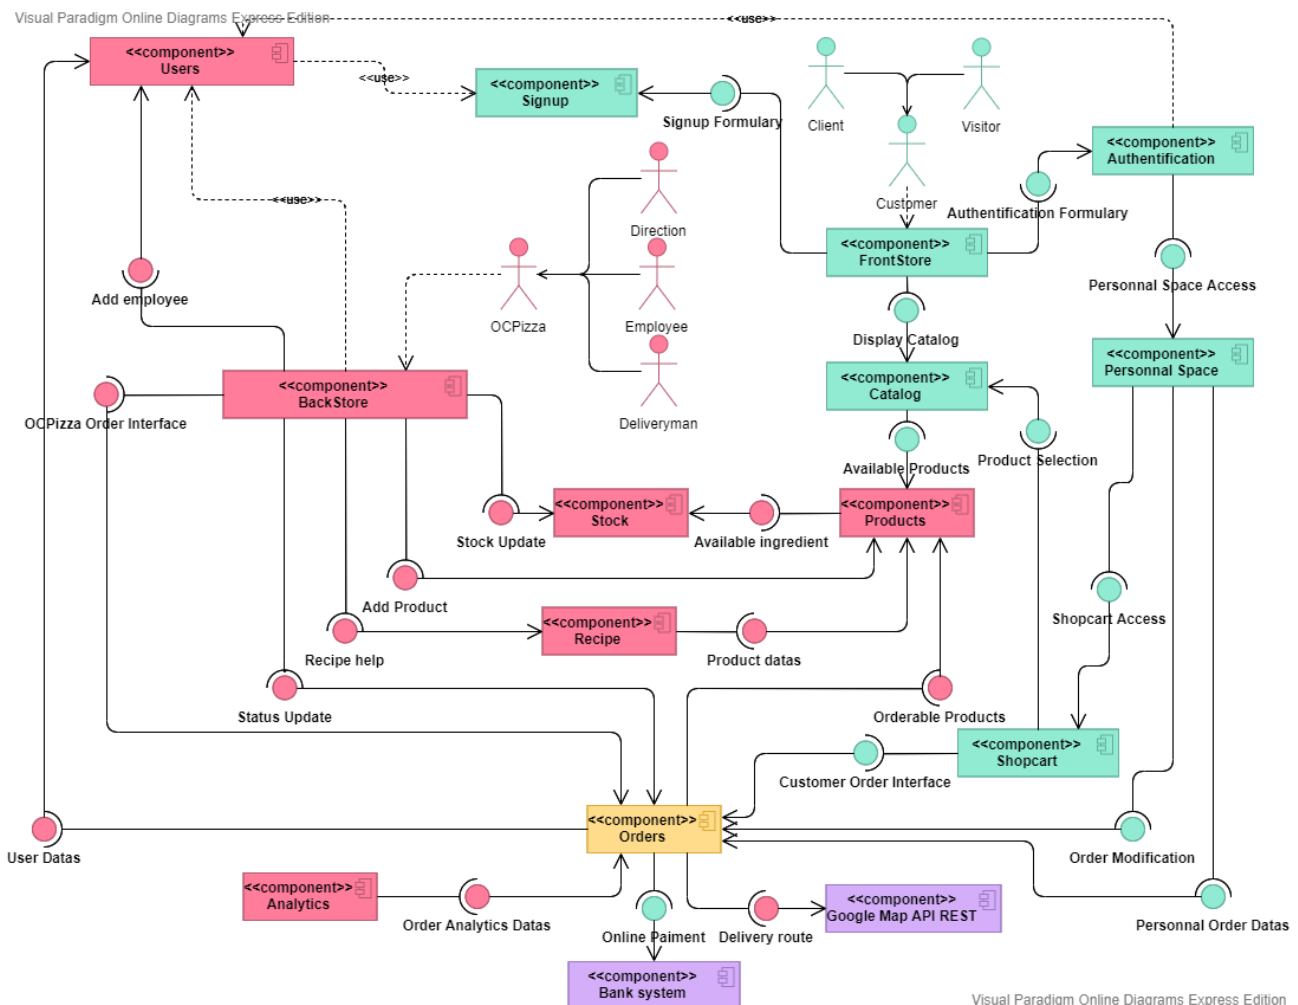 Visual Paradigm Online Diagrams Express Edition
<<use>>
<<component>>
Users
<<use>>
<<component>>
Signup
Signup Formulary
Client
Visitor
<<component>>
Authentification
Customer
Authentification Formulary
<<use>>
Direction
<<component>>
FrontStore
Personnal Space Access
Add employee
OCPizza
Employee
Display Catalog
<<component>>
Personnal Space
<<component>>
BackStore
<<component>>
Catalog
OCPizza Order Interface
Deliveryman
Product Selection
Available Products
<<component>>
Stock
<<component>>
Products
Stock Update
Available ingredient
Add Product
Shopcart Access
<<component>>
Recipe
Recipe help
Product datas
Status Update
Orderable Products
<<component>>
Shopcart
Customer Order Interface
<<component>>
Orders
User Datas
Order Modification
<<component>>
Analytics
Order Analytics Datas
<<component>>
Google Map API REST
Online Paiment
Delivery route
Personnal Order Datas
<<component>>
Bank system
Visual Paradigm Online Diagrams Express Edition